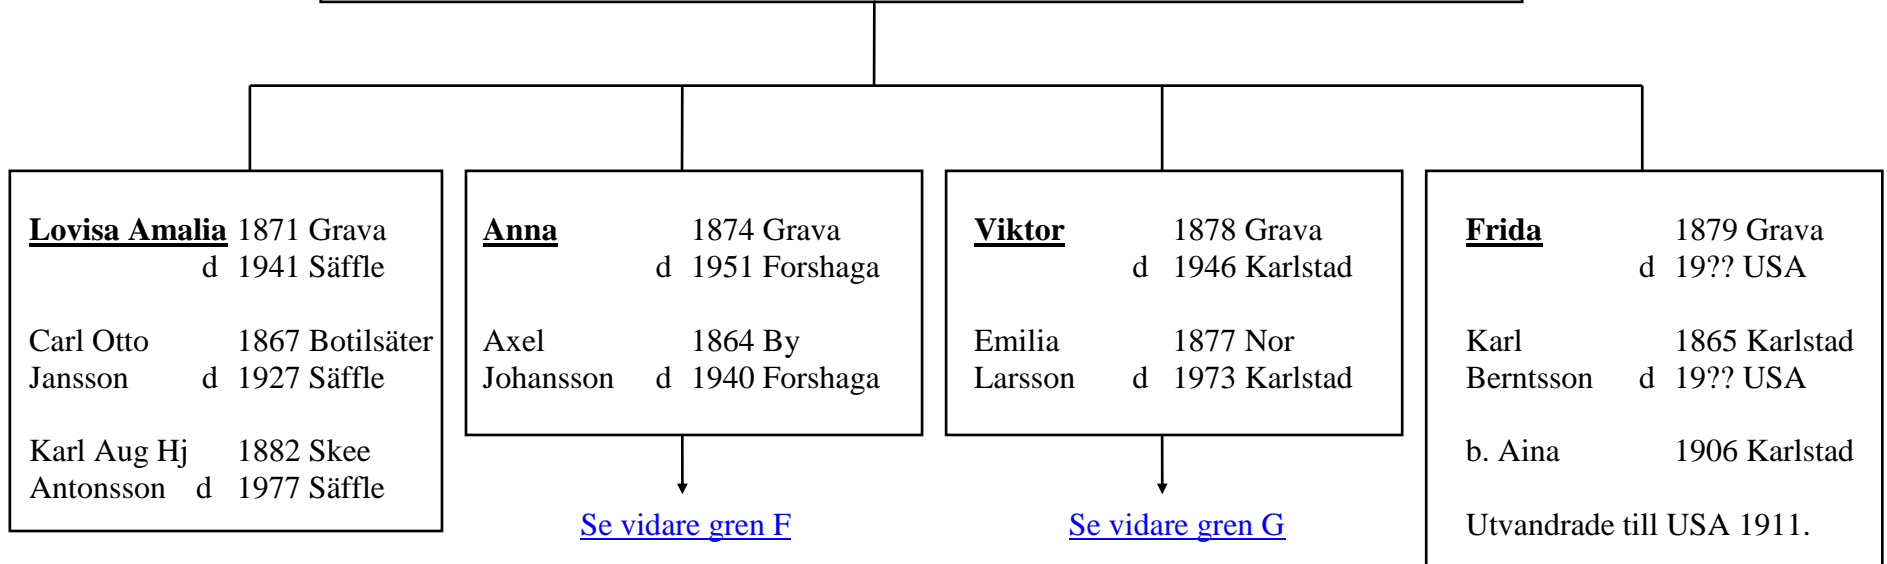 Lovisa Amalia 1871 Grava
d 1941 Säffle
Carl Otto 1867 Botilsäter
Jansson d 1927 Säffle
Karl Aug Hj 1882 Skee
Antonsson d 1977 Säffle
Anna 1874 Grava
d 1951 Forshaga
Axel 1864 By
Johansson d 1940 Forshaga
Se vidare gren F
Viktor 1878 Grava
d 1946 Karlstad
Emilia 1877 Nor
Larsson d 1973 Karlstad
Se vidare gren G
Frida 1879 Grava
d 19?? USA
Karl 1865 Karlstad
Berntsson d 19?? USA
b. Aina 1906 Karlstad
Utvandrade till USA 1911.